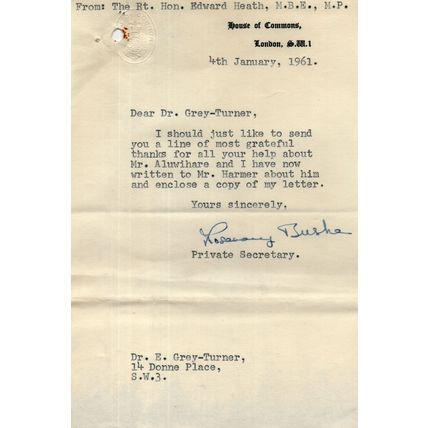 From: The Rt. Hon. Edward Heath, M.B.E., M.P.
House of Commons,
London, S.W.1
4th January, 1961.
Dear Dr. Grey-Turner,
I should just like to send
you a line of most grateful
thanks for all your help about
Mr. Aluwihare and I have now
written to Mr. Harmer about him
and enclose a copy of my letter.
Yours sincerely,
Rosemary Bushe
Private Secretary.
Dr. E. Grey-Turner,
14 Donne Place,
S.W.3.